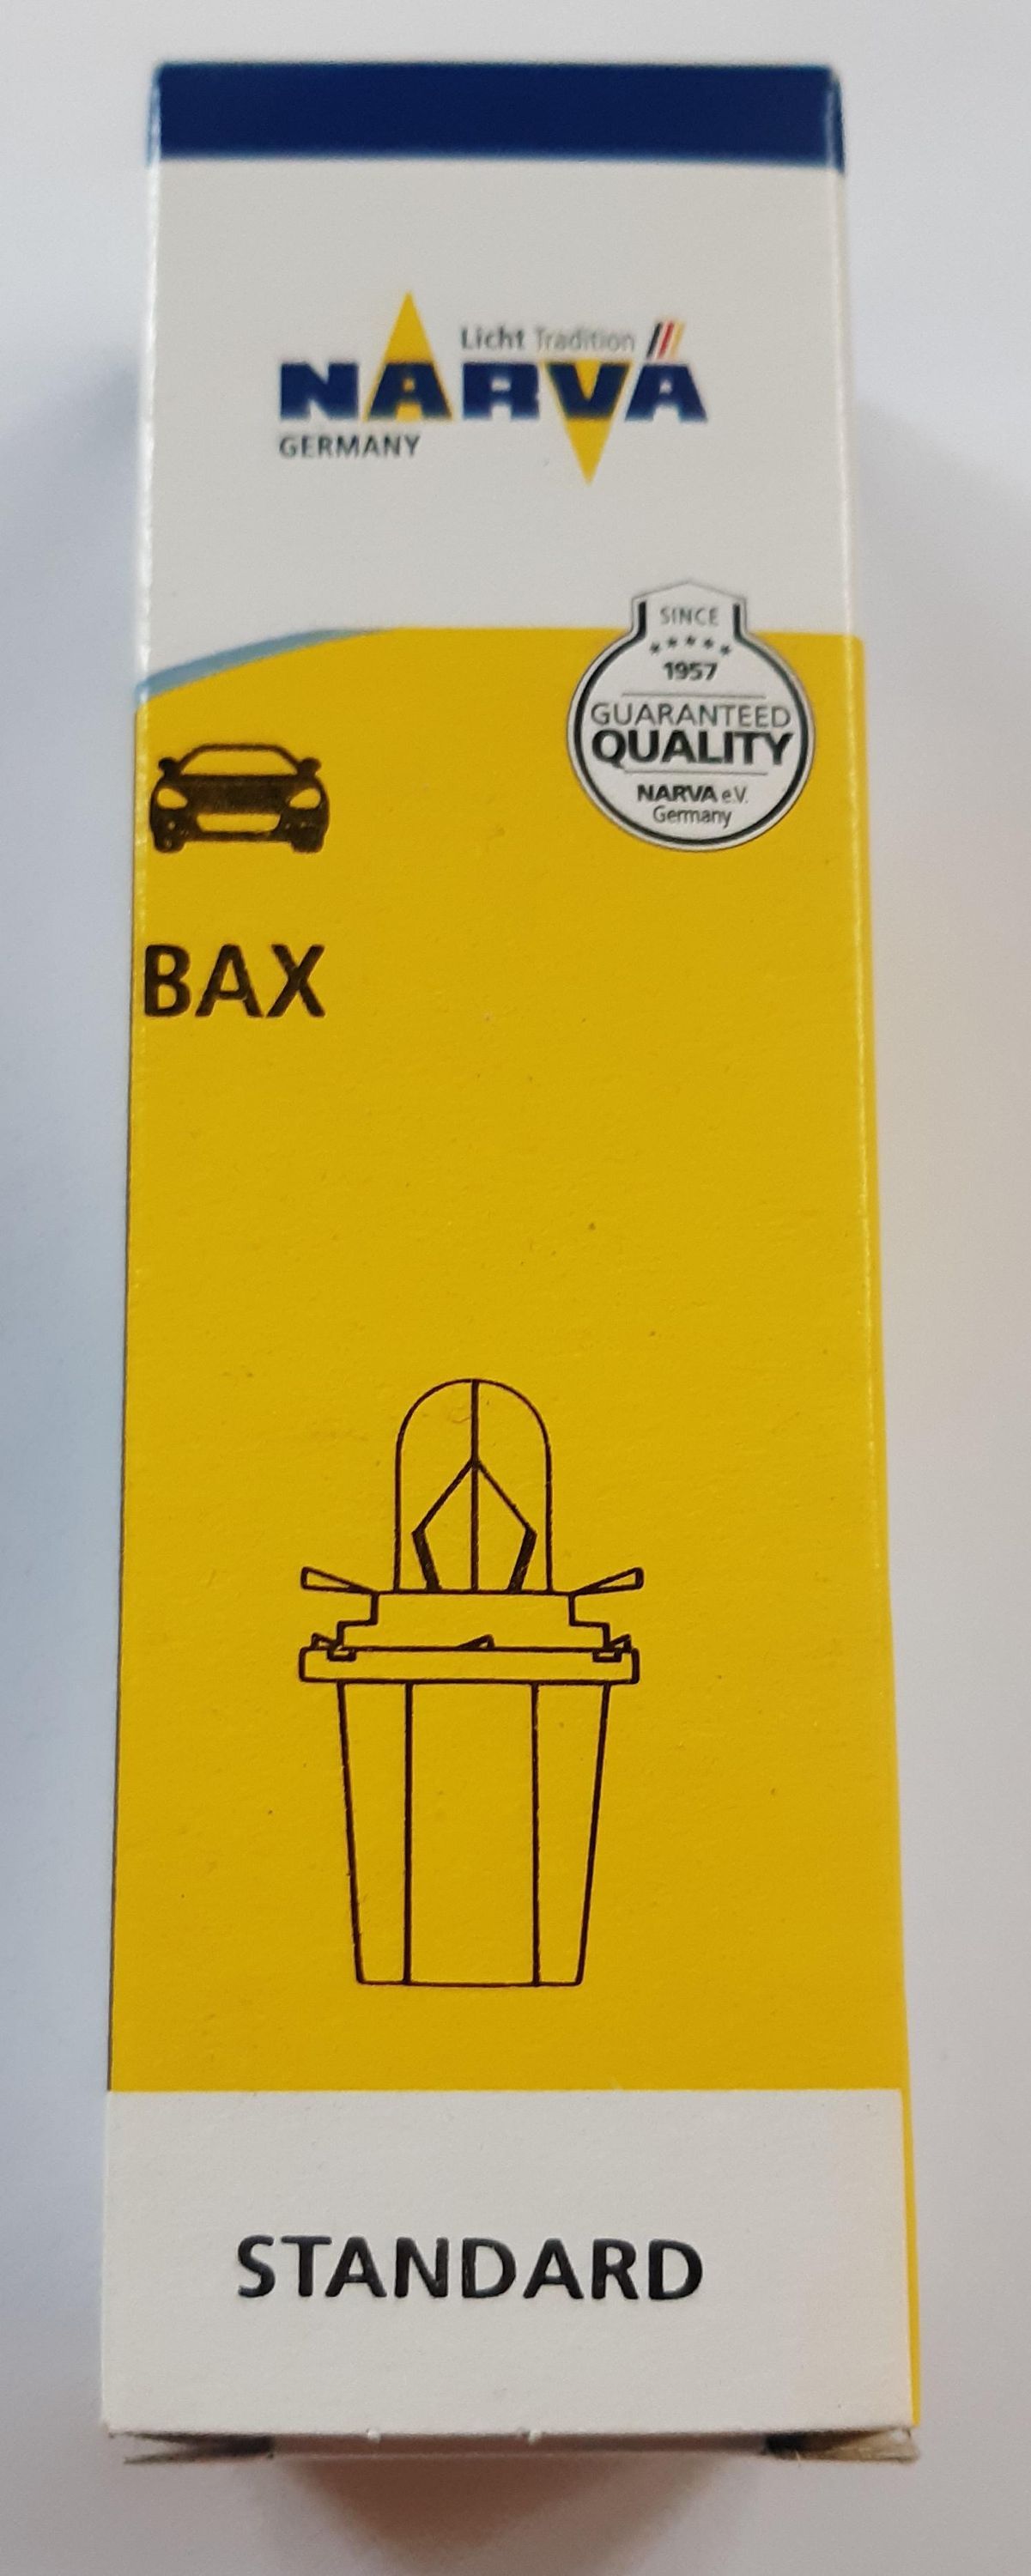 Licht Tradition
NARVA
GERMANY
SINCE
1957
GUARANTEED
QUALITY
NARVA e.V.
Germany
BAX
STANDARD